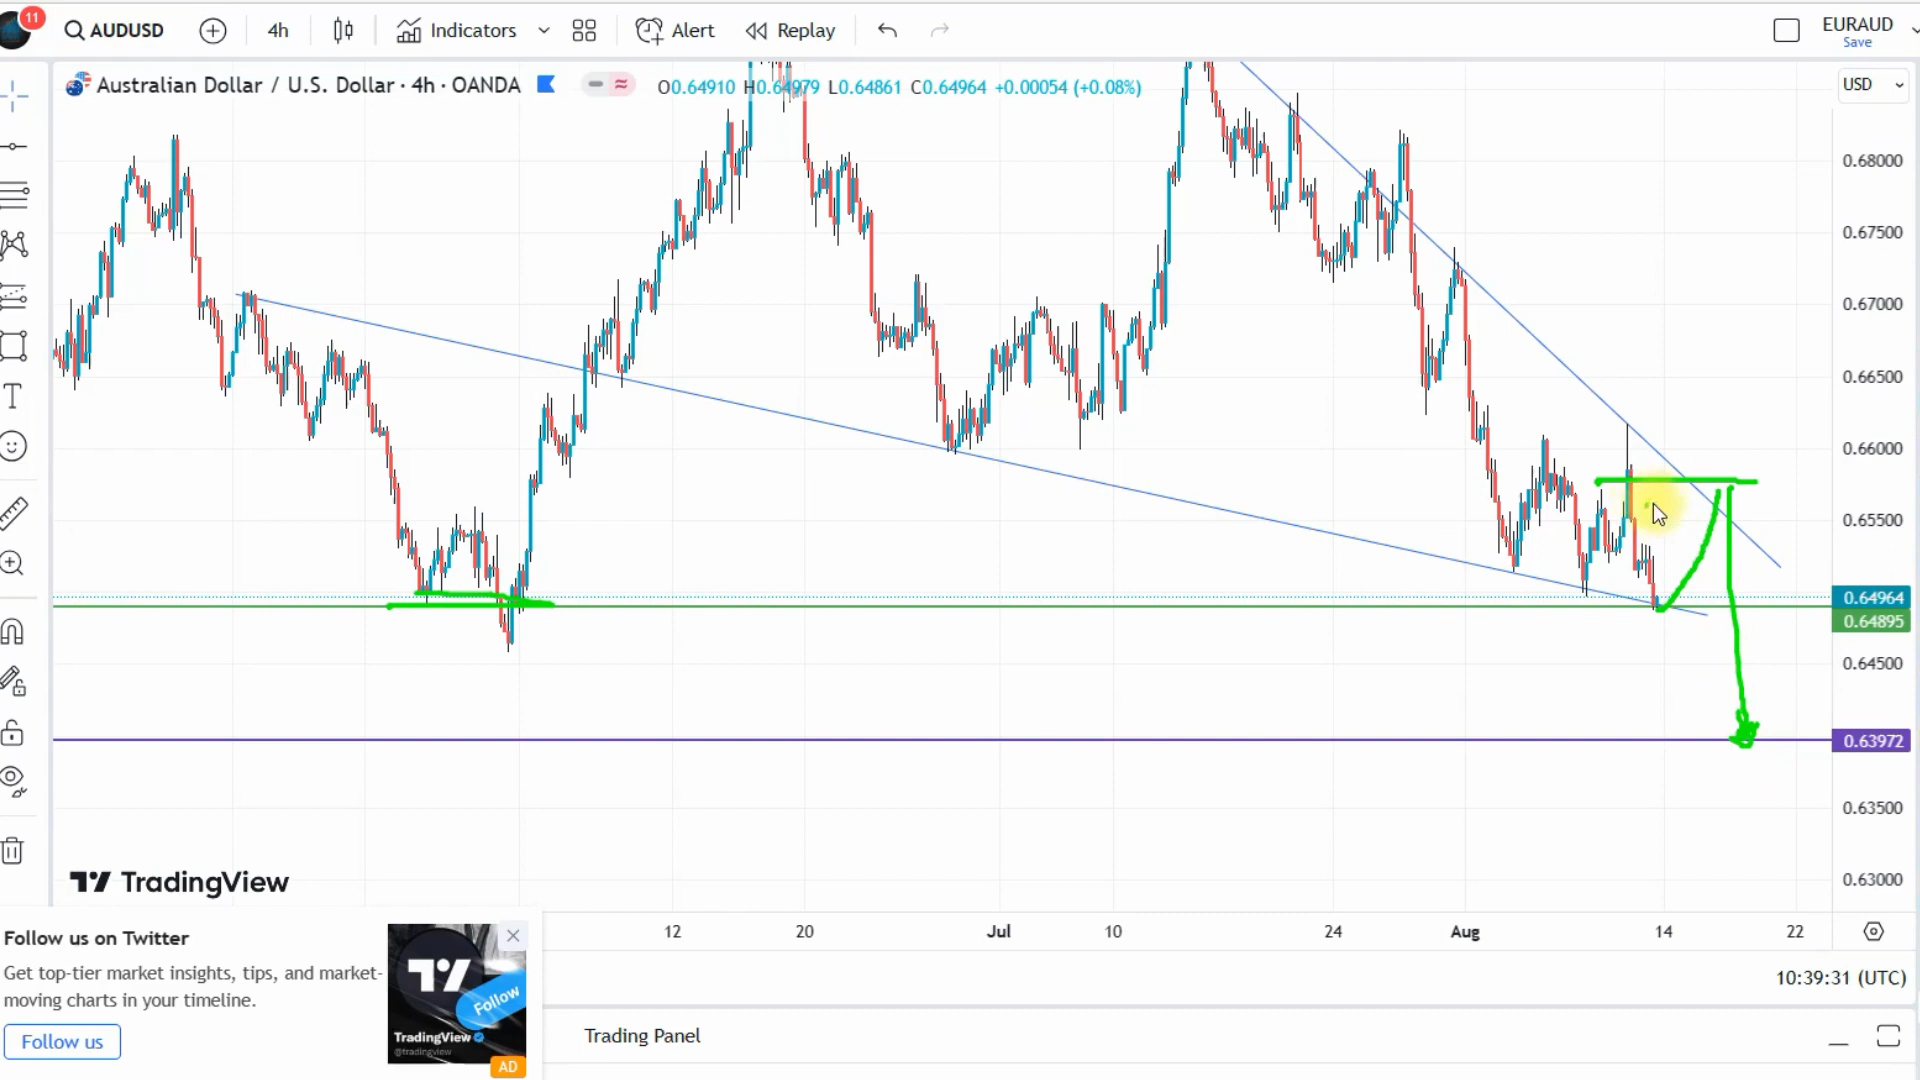 11
AUDUSD
4h
Indicators
Alert
Replay
EURAUD
Save
Australian Dollar / U.S. Dollar · 4h · OANDA
O0.64910 H0.64979 L0.64861 C0.64964 +0.00054 (+0.08%)
USD
0.68000
0.67500
0.67000
0.66500
0.66000
0.65500
0.64964
0.64895
0.64500
0.63972
0.63500
0.63000
TradingView
12 20 Jul 10 24 Aug 14 22
Follow us on Twitter
Get top-tier market insights, tips, and market-
moving charts in your timeline.
Follow us
Follow
TradingView
@tradingview
AD
10:39:31 (UTC)
Trading Panel